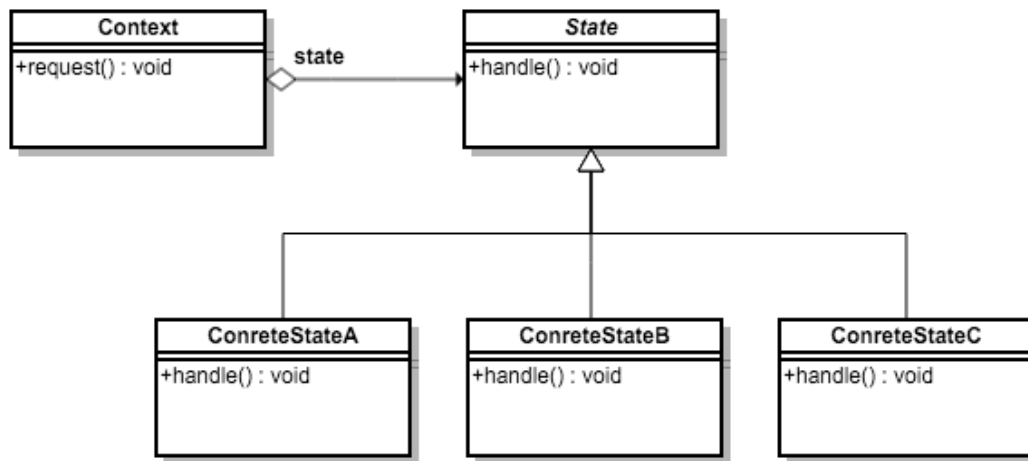 Context
State
+request() : void
state
+handle() : void
ConreteStateA
ConreteStateB
ConreteStateC
+handle() : void
+handle() : void
+handle() : void